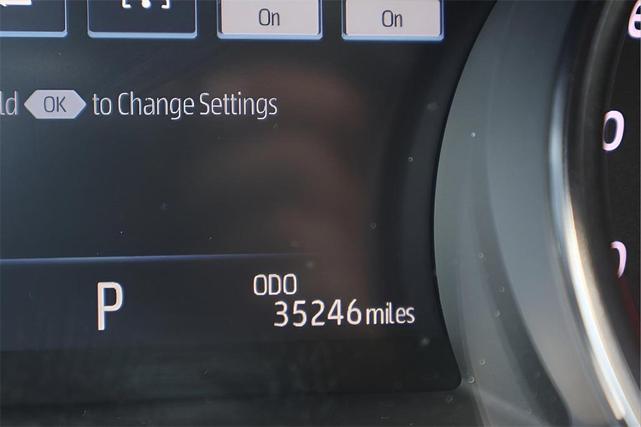 On
On
OK to Change Settings
P
ODO
35246 miles